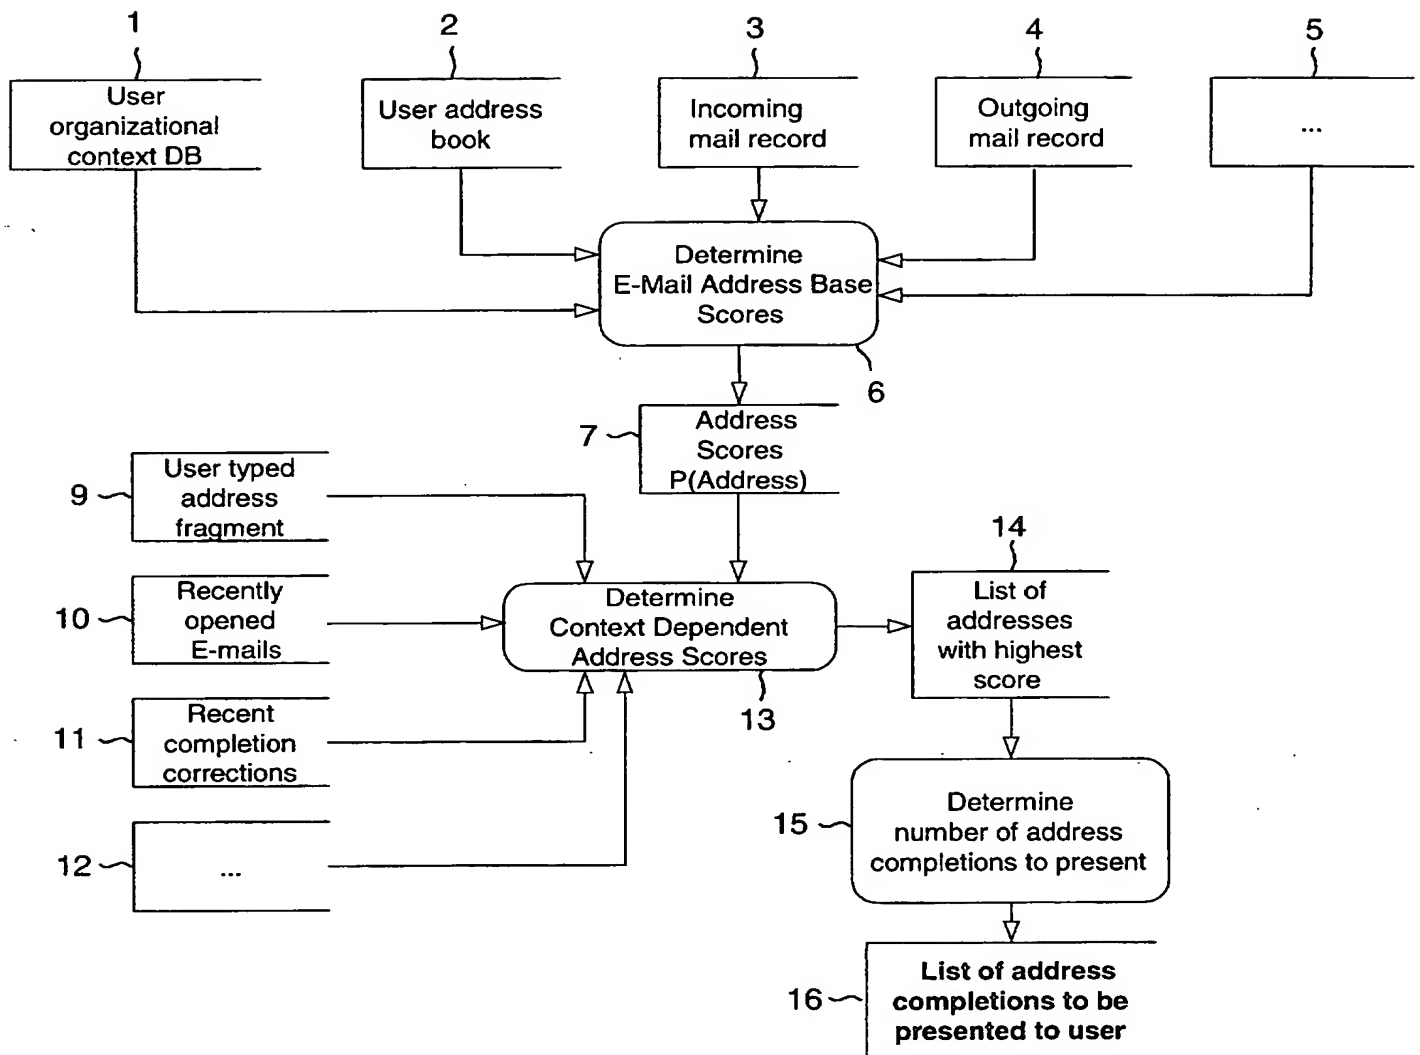 1
2
3
4
5
User
organizational
context DB
User address
book
Incoming
mail record
Outgoing
mail record
...
Determine
E-Mail Address Base
Scores
6
7
Address
Scores
P(Address)
9
User typed
address
fragment
10
Recently
opened
E-mails
Determine
Context Dependent
Address Scores
13
14
List of
addresses
with highest
score
11
Recent
completion
corrections
12
...
15
Determine
number of address
completions to present
16
List of address
completions to be
presented to user